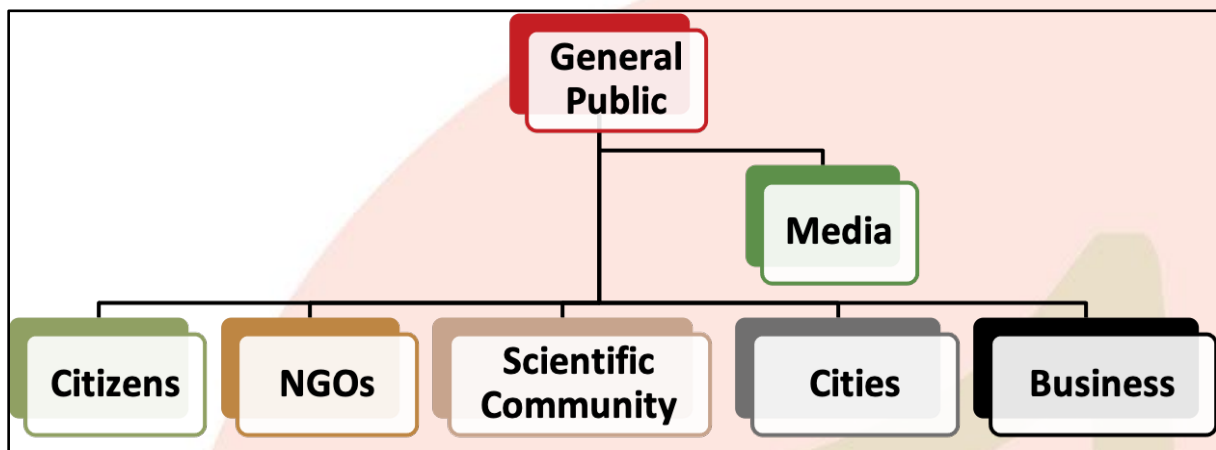 General
Public
Media
Citizens
NGOs
Scientific
Community
Cities
Business